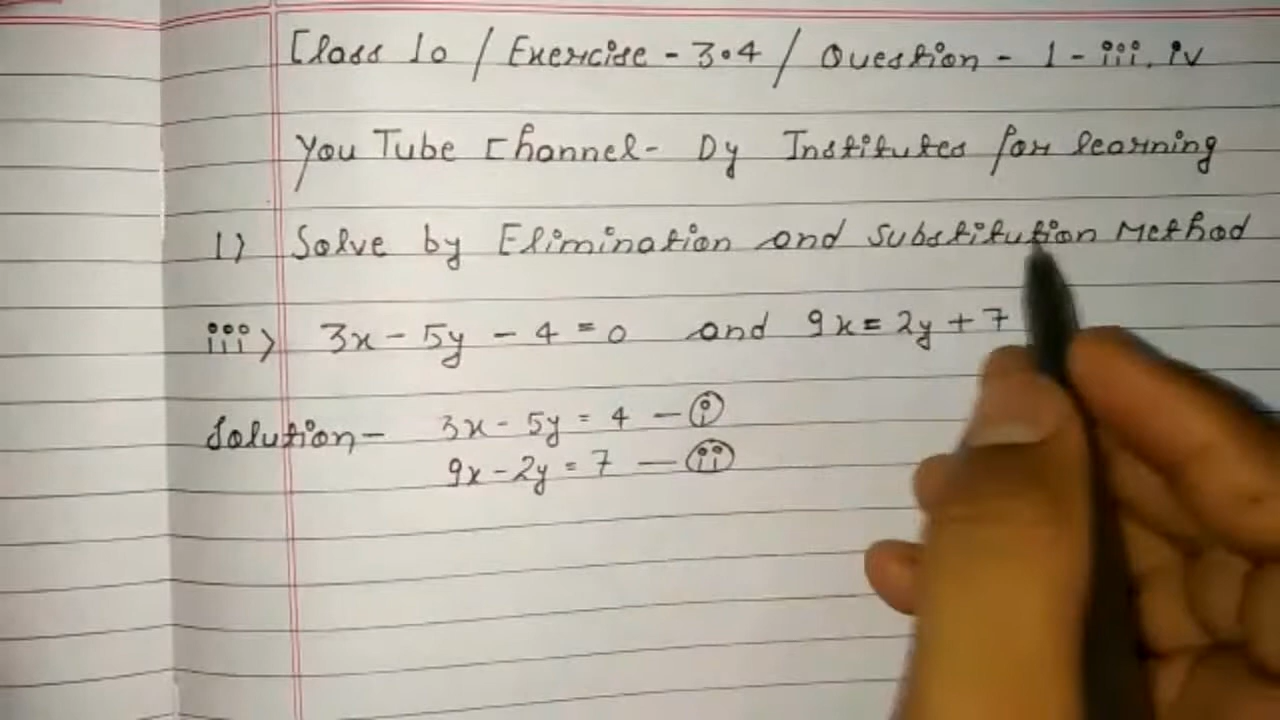 Class 10 / Exercise - 3.4 / Question - 1 - iii, iv
You Tube Channel - Dy Institutes for learning
1) Solve by Elimination and Substitution Method
iii) 3x - 5y - 4 = 0 and 9x = 2y + 7
Solution - 3x - 5y = 4 - (i)
9x - 2y = 7 - (ii)